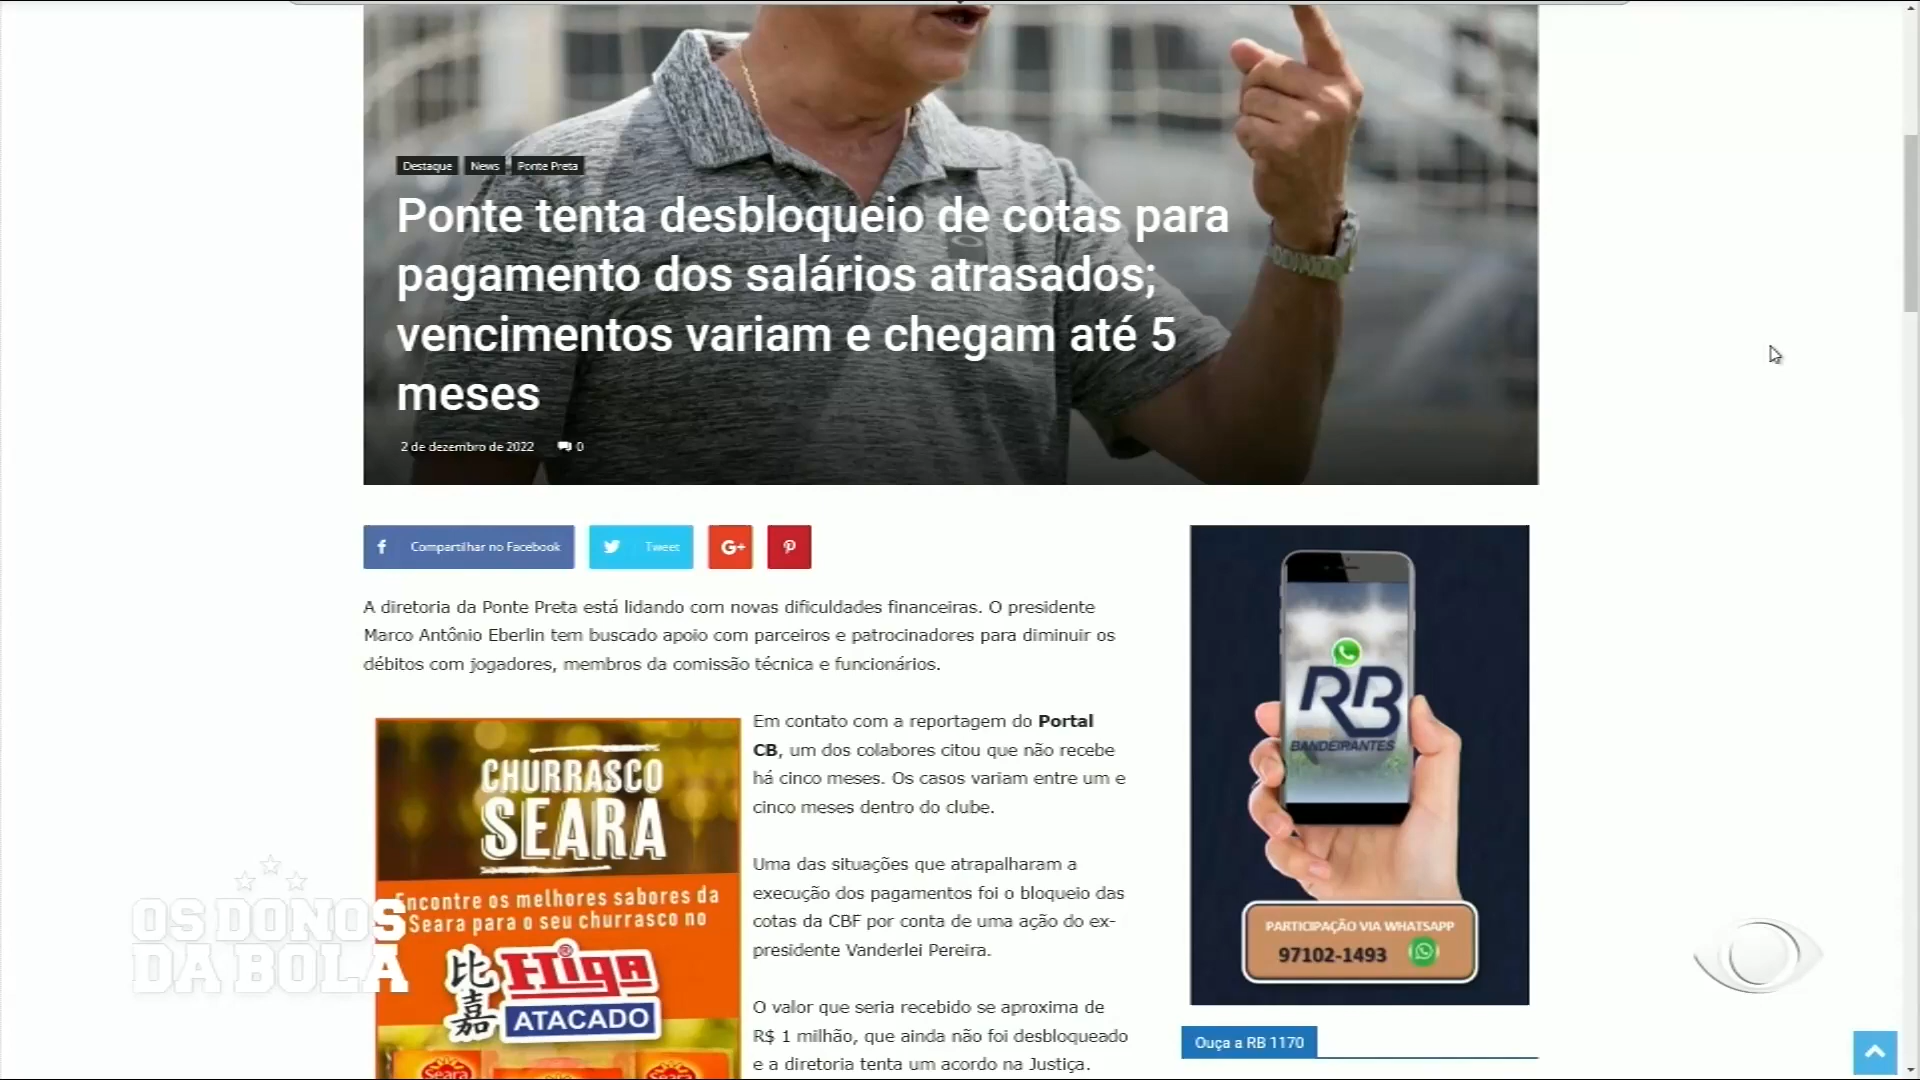 Destaque News Ponte Preta
Ponte tenta desbloqueio de cotas para
pagamento dos salários atrasados;
vencimentos variam e chegam até 5
meses
2 de dezembro de 2022 0
Compartilhar no Facebook Tweet G+
A diretoria da Ponte Preta está lidando com novas dificuldades financeiras. O presidente
Marco Antônio Eberlin tem buscado apoio com parceiros e patrocinadores para diminuir os
débitos com jogadores, membros da comissão técnica e funcionários.
Em contato com a reportagem do Portal
CB, um dos colabores citou que não recebe
há cinco meses. Os casos variam entre um e
cinco meses dentro do clube.
Uma das situações que atrapalharam a
execução dos pagamentos foi o bloqueio das
cotas da CBF por conta de uma ação do ex-
presidente Vanderlei Pereira.
O valor que seria recebido se aproxima de
R$ 1 milhão, que ainda não foi desbloqueado
e a diretoria tenta um acordo na Justiça.
CHURRASCO
SEARA
Encontre os melhores sabores da
Seara para o seu churrasco no
比嘉 Higa®
ATACADO
Seara Seara
OS DONOS
DA BOLA
RB
BANDEIRANTES
PARTICIPAÇÃO VIA WHATSAPP
97102-1493
Ouça a RB 1170